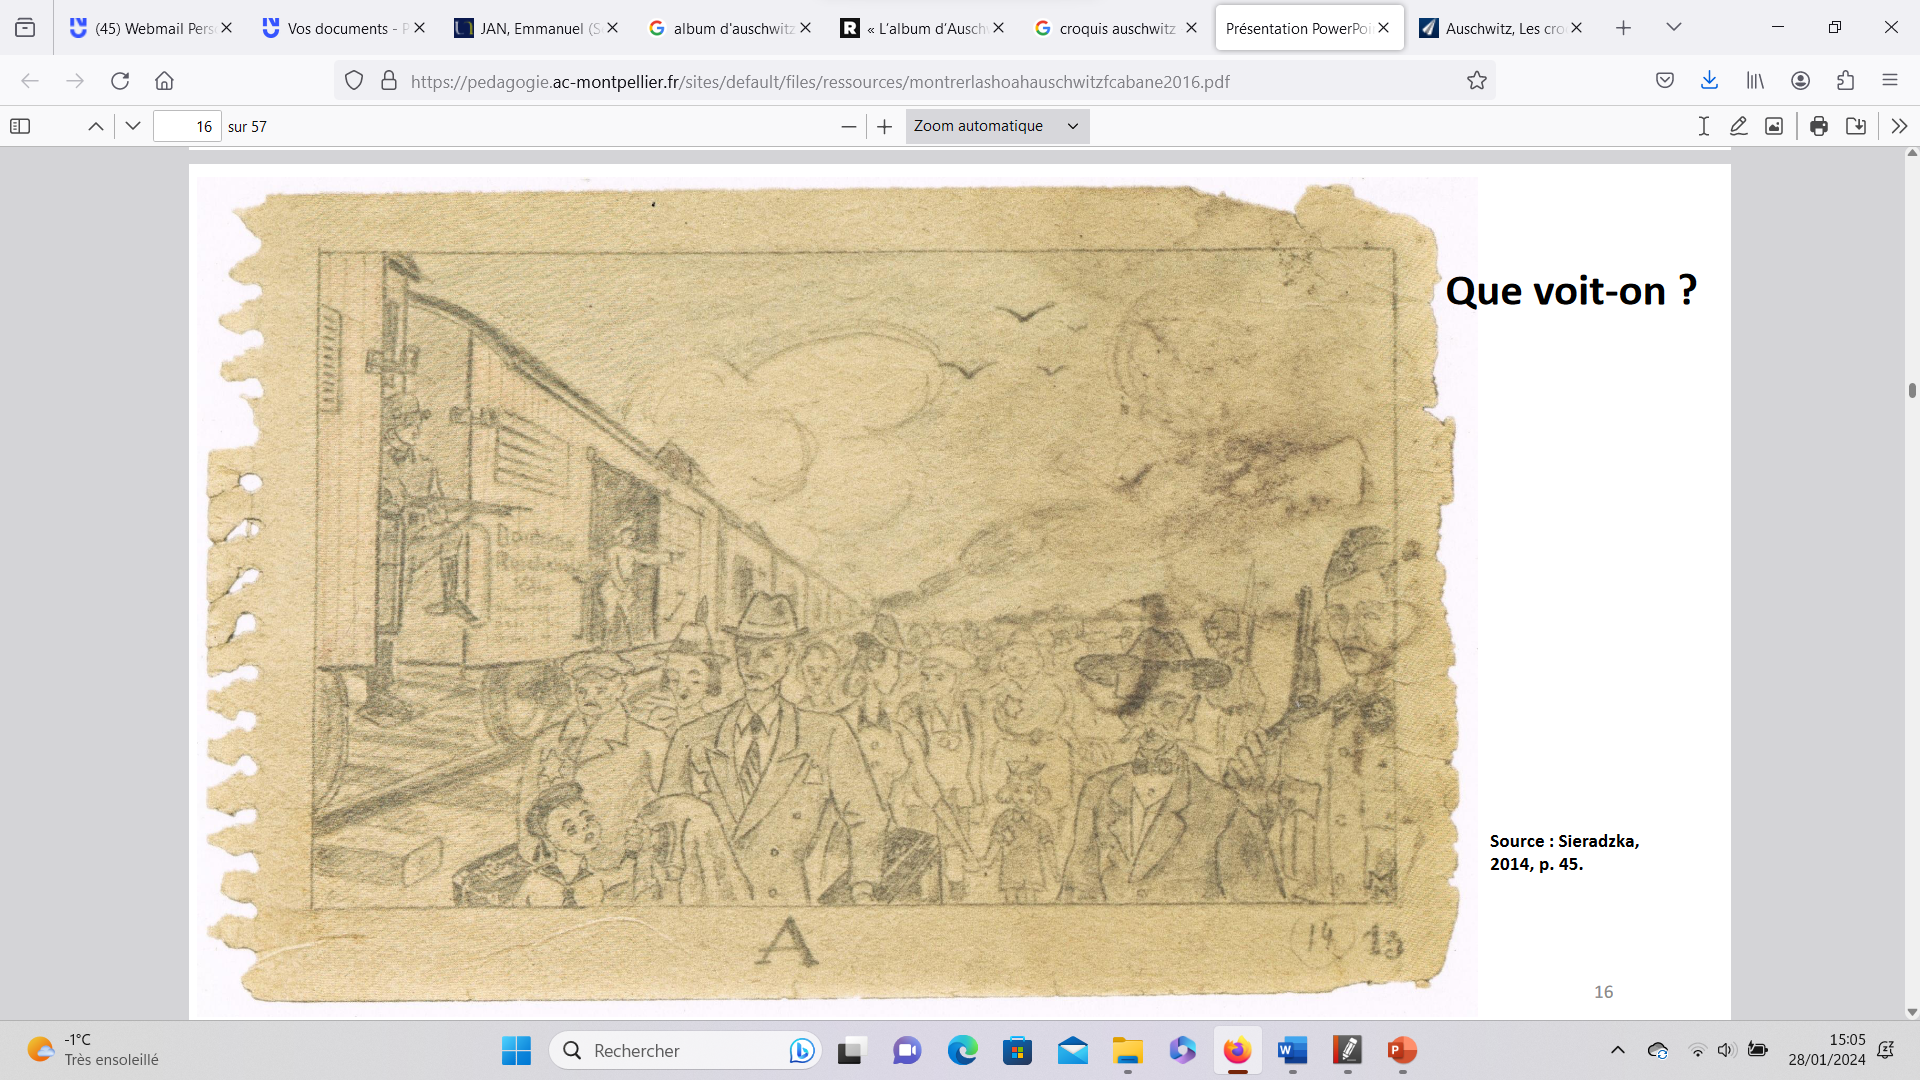 (45) Webmail Pers
Vos documents - P
JAN, Emmanuel (S
album d'auschwitz
« L'album d'Ausch
croquis auschwitz
Présentation PowerPoi
Auschwitz, Les cro
https://pedagogie.ac-montpellier.fr/sites/default/files/ressources/montrerlashoahauschwitzfcabane2016.pdf
16 sur 57
Zoom automatique
Que voit-on ?
Deutsche
Source : Sieradzka,
2014, p. 45.
A
14 13
MM
16
-1°C
Très ensoleillé
Rechercher
15:05
28/01/2024